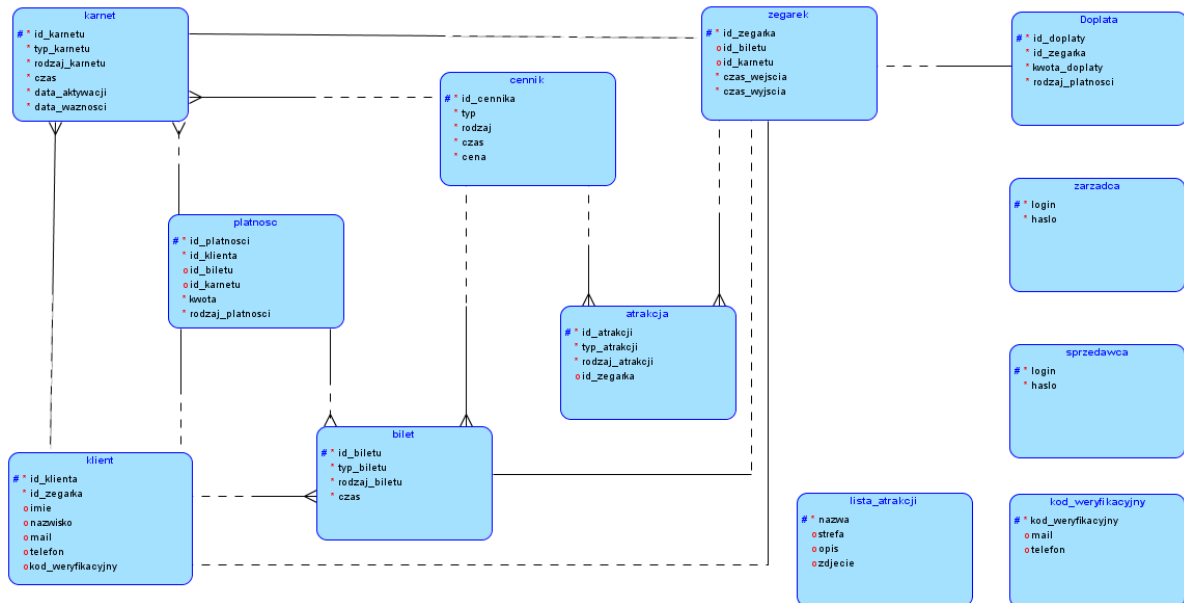 karnet
# * id_karnetu
* typ_karnetu
* rodzaj_karnetu
* czas
* data_aktywacji
* data_waznosci
zegarek
# * id_zegarka
o id_biletu
o id_karnetu
* czas_wejscia
* czas_wyjscia
Doplata
# * id_doplaty
* id_zegarka
* kwota_doplaty
* rodzaj_platnosci
cennik
# * id_cennika
* typ
* rodzaj
* czas
* cena
zarzadca
# * login
* haslo
platnosc
# * id_platnosci
* id_klienta
o id_biletu
o id_karnetu
* kwota
* rodzaj_platnosci
atrakcja
# * id_atrakcji
* typ_atrakcji
* rodzaj_atrakcji
o id_zegarka
sprzedawca
# * login
* haslo
bilet
# * id_biletu
* typ_biletu
* rodzaj_biletu
* czas
klient
# * id_klienta
* id_zegarka
o imie
o nazwisko
o mail
o telefon
o kod_weryfikacyjny
lista_atrakcji
# * nazwa
o strefa
o opis
o zdjecie
kod_weryfikacyjny
# * kod_weryfikacyjny
o mail
o telefon